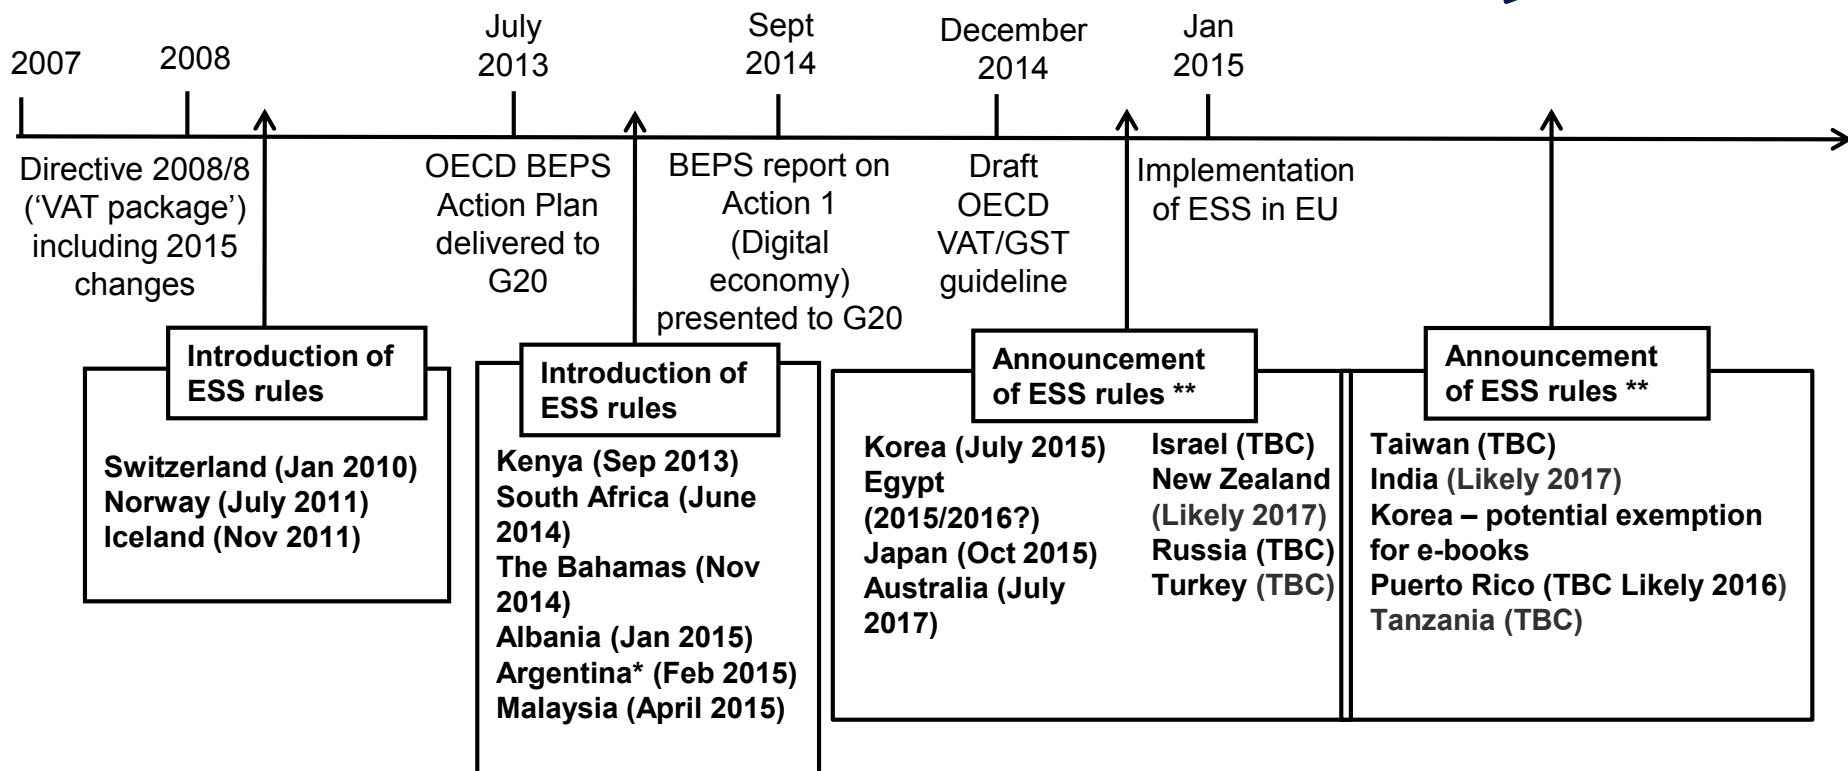 2007
2008
July
2013
Sept
2014
December
2014
Jan
2015
Directive 2008/8
(‘VAT package’)
including 2015
changes
OECD BEPS
Action Plan
delivered to
G20
BEPS report on
Action 1
(Digital
economy)
presented to G20
Draft
OECD
VAT/GST
guideline
Implementation
of ESS in EU
Introduction of
ESS rules
Switzerland (Jan 2010)
Norway (July 2011)
Iceland (Nov 2011)
Introduction of
ESS rules
Kenya (Sep 2013)
South Africa (June
2014)
The Bahamas (Nov
2014)
Albania (Jan 2015)
Argentina* (Feb 2015)
Malaysia (April 2015)
Announcement
of ESS rules **
Korea (July 2015)
Egypt
(2015/2016?)
Japan (Oct 2015)
Australia (July
2017)
Israel (TBC)
New Zealand
(Likely 2017)
Russia (TBC)
Turkey (TBC)
Announcement
of ESS rules **
Taiwan (TBC)
India (Likely 2017)
Korea – potential exemption
for e-books
Puerto Rico (TBC Likely 2016)
Tanzania (TBC)